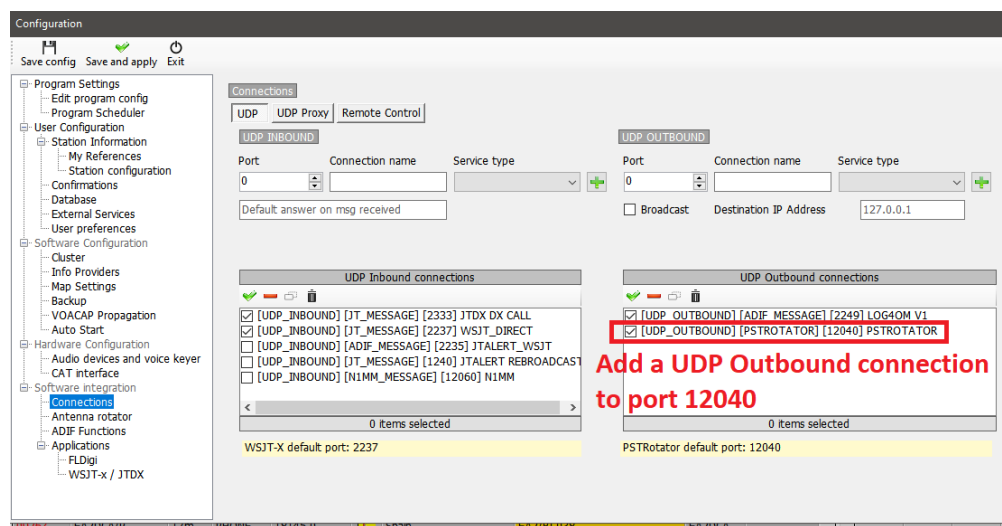 Configuration
Save config Save and apply Exit
Program Settings
Edit program config
Program Scheduler
User Configuration
Station Information
My References
Station configuration
Confirmations
Database
External Services
User preferences
Software Configuration
Cluster
Info Providers
Map Settings
Backup
VOACAP Propagation
Auto Start
Hardware Configuration
Audio devices and voice keyer
CAT interface
Software integration
Connections
Antenna rotator
ADIF Functions
Applications
FLDigi
WSJT-x / JTDX
Connections
UDP UDP Proxy Remote Control
UDP INBOUND
Port Connection name Service type
0
Default answer on msg received
UDP Inbound connections
[UDP_INBOUND] [JT_MESSAGE] [2333] JTDX DX CALL
[UDP_INBOUND] [JT_MESSAGE] [2237] WSJT_DIRECT
[UDP_INBOUND] [ADIF_MESSAGE] [2235] JTALERT_WSJT
[UDP_INBOUND] [JT_MESSAGE] [1240] JTALERT REBROADCAST
[UDP_INBOUND] [N1MM_MESSAGE] [12060] N1MM
0 items selected
WSJT-X default port: 2237
UDP OUTBOUND
Port Connection name Service type
0
Broadcast Destination IP Address 127.0.0.1
UDP Outbound connections
[UDP_OUTBOUND] [ADIF_MESSAGE] [2249] LOG4OM V1
[UDP_OUTBOUND] [PSTROTATOR] [12040] PSTROTATOR
Add a UDP Outbound connection
to port 12040
0 items selected
PSTRotator default port: 12040